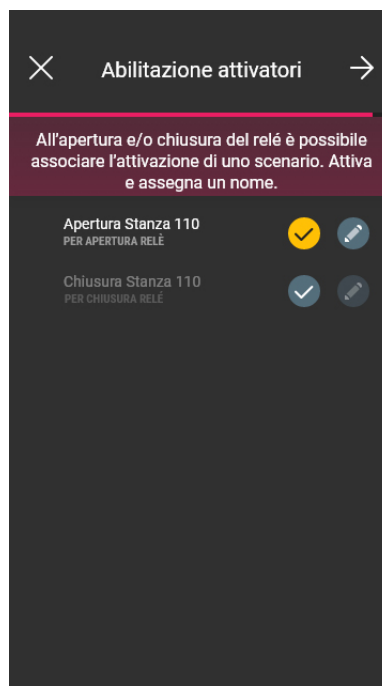 Abilitazione attivatori
All'apertura e/o chiusura del relé è possibile
associare l'attivazione di uno scenario. Attiva
e assegna un nome.
Apertura Stanza 110
PER APERTURA RELÈ
Chiusura Stanza 110
PER CHIUSURA RELÉ